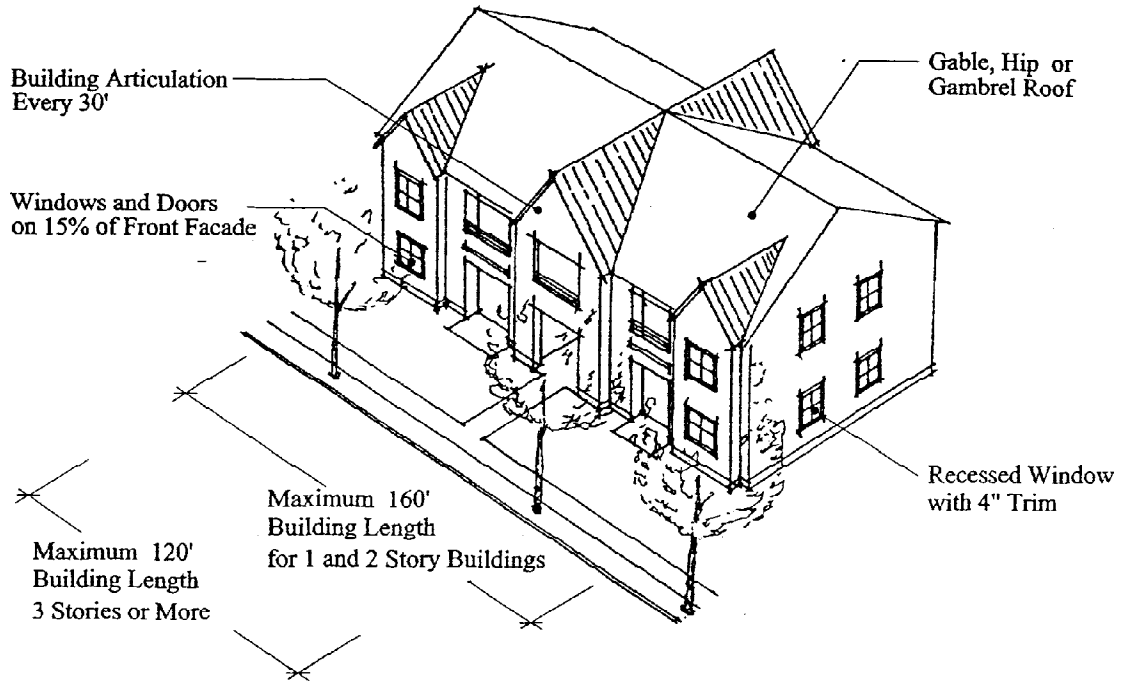 Building Articulation
Every 30'
Gable, Hip or
Gambrel Roof
Windows and Doors
on 15% of Front Facade
Recessed Window
with 4" Trim
Maximum 160'
Building Length
for 1 and 2 Story Buildings
Maximum 120'
Building Length
3 Stories or More